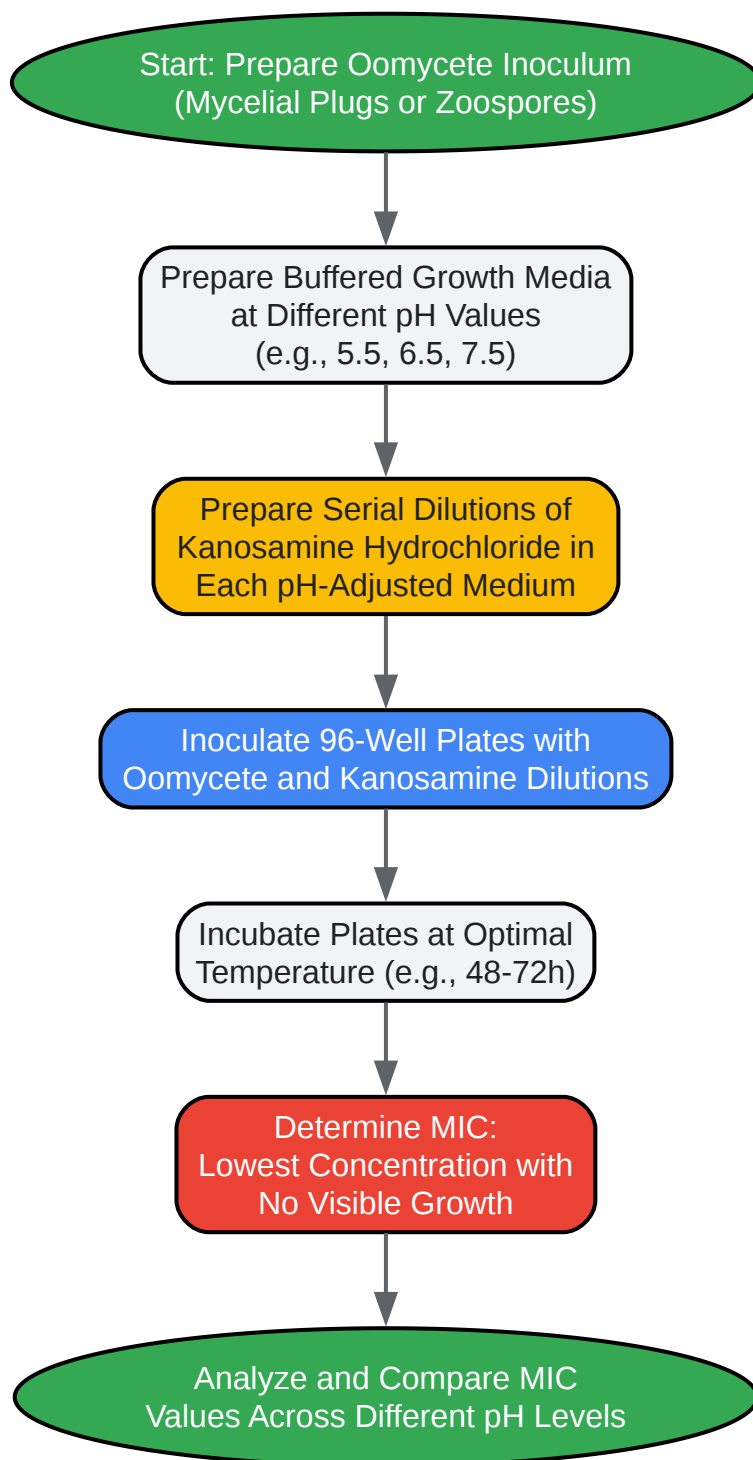 Start: Prepare Oomycete Inoculum
(Mycelial Plugs or Zoospores)
Prepare Buffered Growth Media
at Different pH Values
(e.g., 5.5, 6.5, 7.5)
Prepare Serial Dilutions of
Kanosamine Hydrochloride in
Each pH-Adjusted Medium
Inoculate 96-Well Plates with
Oomycete and Kanosamine Dilutions
Incubate Plates at Optimal
Temperature (e.g., 48-72h)
Determine MIC:
Lowest Concentration with
No Visible Growth
Analyze and Compare MIC
Values Across Different pH Levels